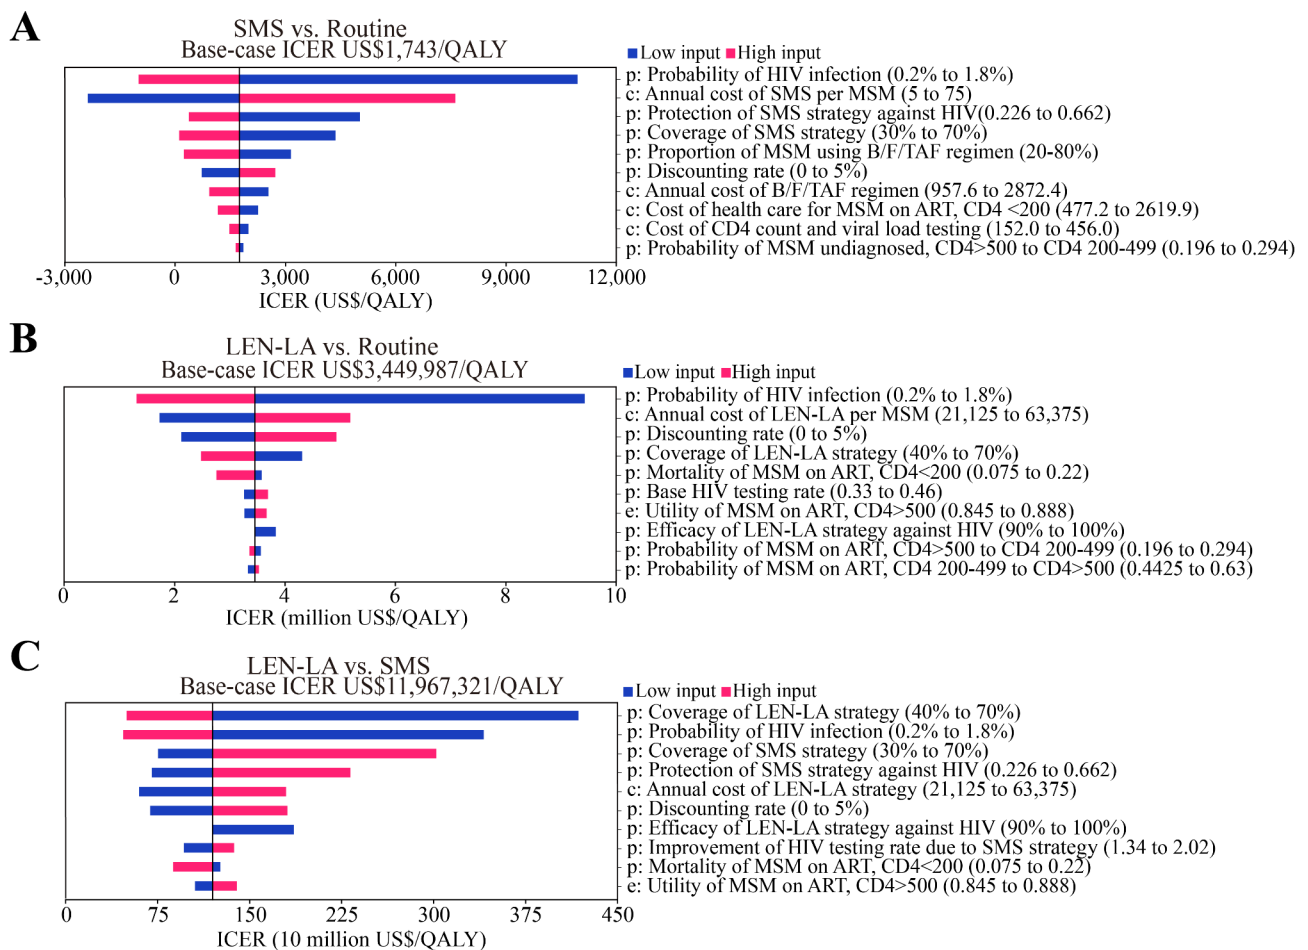 A
SMS vs. Routine
Base-case ICER US$1,743/QALY
Low input High input
p: Probability of HIV infection (0.2% to 1.8%)
c: Annual cost of SMS per MSM (5 to 75)
p: Protection of SMS strategy against HIV(0.226 to 0.662)
p: Coverage of SMS strategy (30% to 70%)
p: Proportion of MSM using B/F/TAF regimen (20-80%)
p: Discounting rate (0 to 5%)
c: Annual cost of B/F/TAF regimen (957.6 to 2872.4)
c: Cost of health care for MSM on ART, CD4 <200 (477.2 to 2619.9)
c: Cost of CD4 count and viral load testing (152.0 to 456.0)
p: Probability of MSM undiagnosed, CD4>500 to CD4 200-499 (0.196 to 0.294)
-3,000 0 3,000 6,000 9,000 12,000
ICER (US$/QALY)
B
LEN-LA vs. Routine
Base-case ICER US$3,449,987/QALY
Low input High input
p: Probability of HIV infection (0.2% to 1.8%)
c: Annual cost of LEN-LA per MSM (21,125 to 63,375)
p: Discounting rate (0 to 5%)
p: Coverage of LEN-LA strategy (40% to 70%)
p: Mortality of MSM on ART, CD4<200 (0.075 to 0.22)
p: Base HIV testing rate (0.33 to 0.46)
e: Utility of MSM on ART, CD4>500 (0.845 to 0.888)
p: Efficacy of LEN-LA strategy against HIV (90% to 100%)
p: Probability of MSM on ART, CD4>500 to CD4 200-499 (0.196 to 0.294)
p: Probability of MSM on ART, CD4 200-499 to CD4>500 (0.4425 to 0.63)
0 2 4 6 8 10
ICER (million US$/QALY)
C
LEN-LA vs. SMS
Base-case ICER US$11,967,321/QALY
Low input High input
p: Coverage of LEN-LA strategy (40% to 70%)
p: Probability of HIV infection (0.2% to 1.8%)
p: Coverage of SMS strategy (30% to 70%)
p: Protection of SMS strategy against HIV (0.226 to 0.662)
c: Annual cost of LEN-LA strategy (21,125 to 63,375)
p: Discounting rate (0 to 5%)
p: Efficacy of LEN-LA strategy against HIV (90% to 100%)
p: Improvement of HIV testing rate due to SMS strategy (1.34 to 2.02)
p: Mortality of MSM on ART, CD4<200 (0.075 to 0.22)
e: Utility of MSM on ART, CD4>500 (0.845 to 0.888)
0 75 150 225 300 375 450
ICER (10 million US$/QALY)